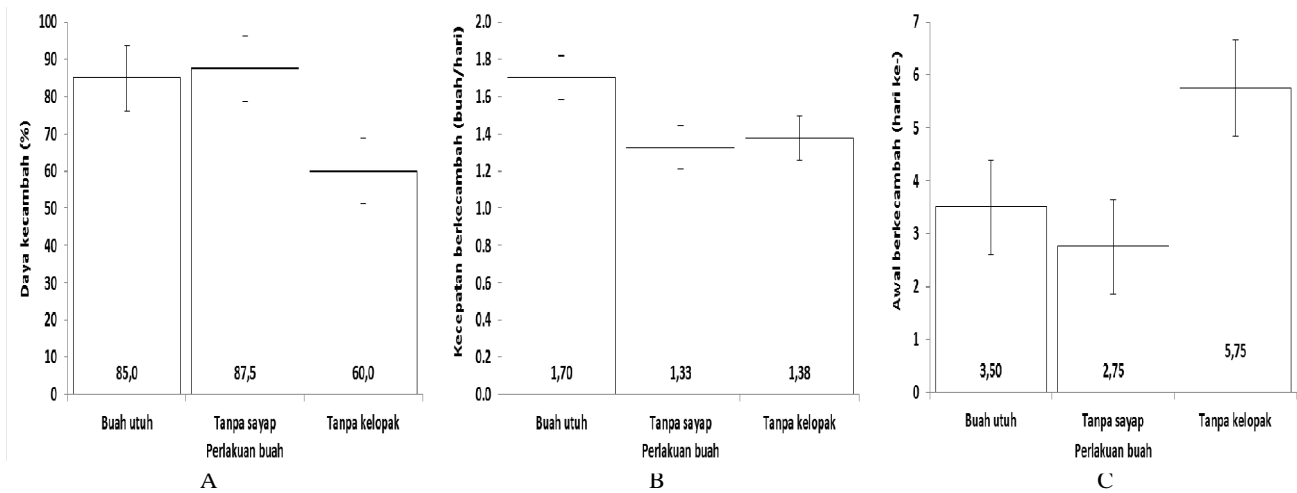 Daya kecambah (%)
100
90
80
70
60
50
40
30
20
10
0
85,0
87,5
60,0
Buah utuh
Tanpa sayap
Tanpa kelopak
Perlakuan buah
A
Kecepatan berkecambah (buah/hari)
2.0
1.8
1.6
1.4
1.2
1.0
0.8
0.6
0.4
0.2
0.0
1,70
1,33
1,38
Buah utuh
Tanpa sayap
Tanpa kelopak
Perlakuan buah
B
Awal berkecambah (hari ke-)
7
6
5
4
3
2
1
0
3,50
2,75
5,75
Buah utuh
Tanpa sayap
Tanpa kelopak
Perlakuan buah
C